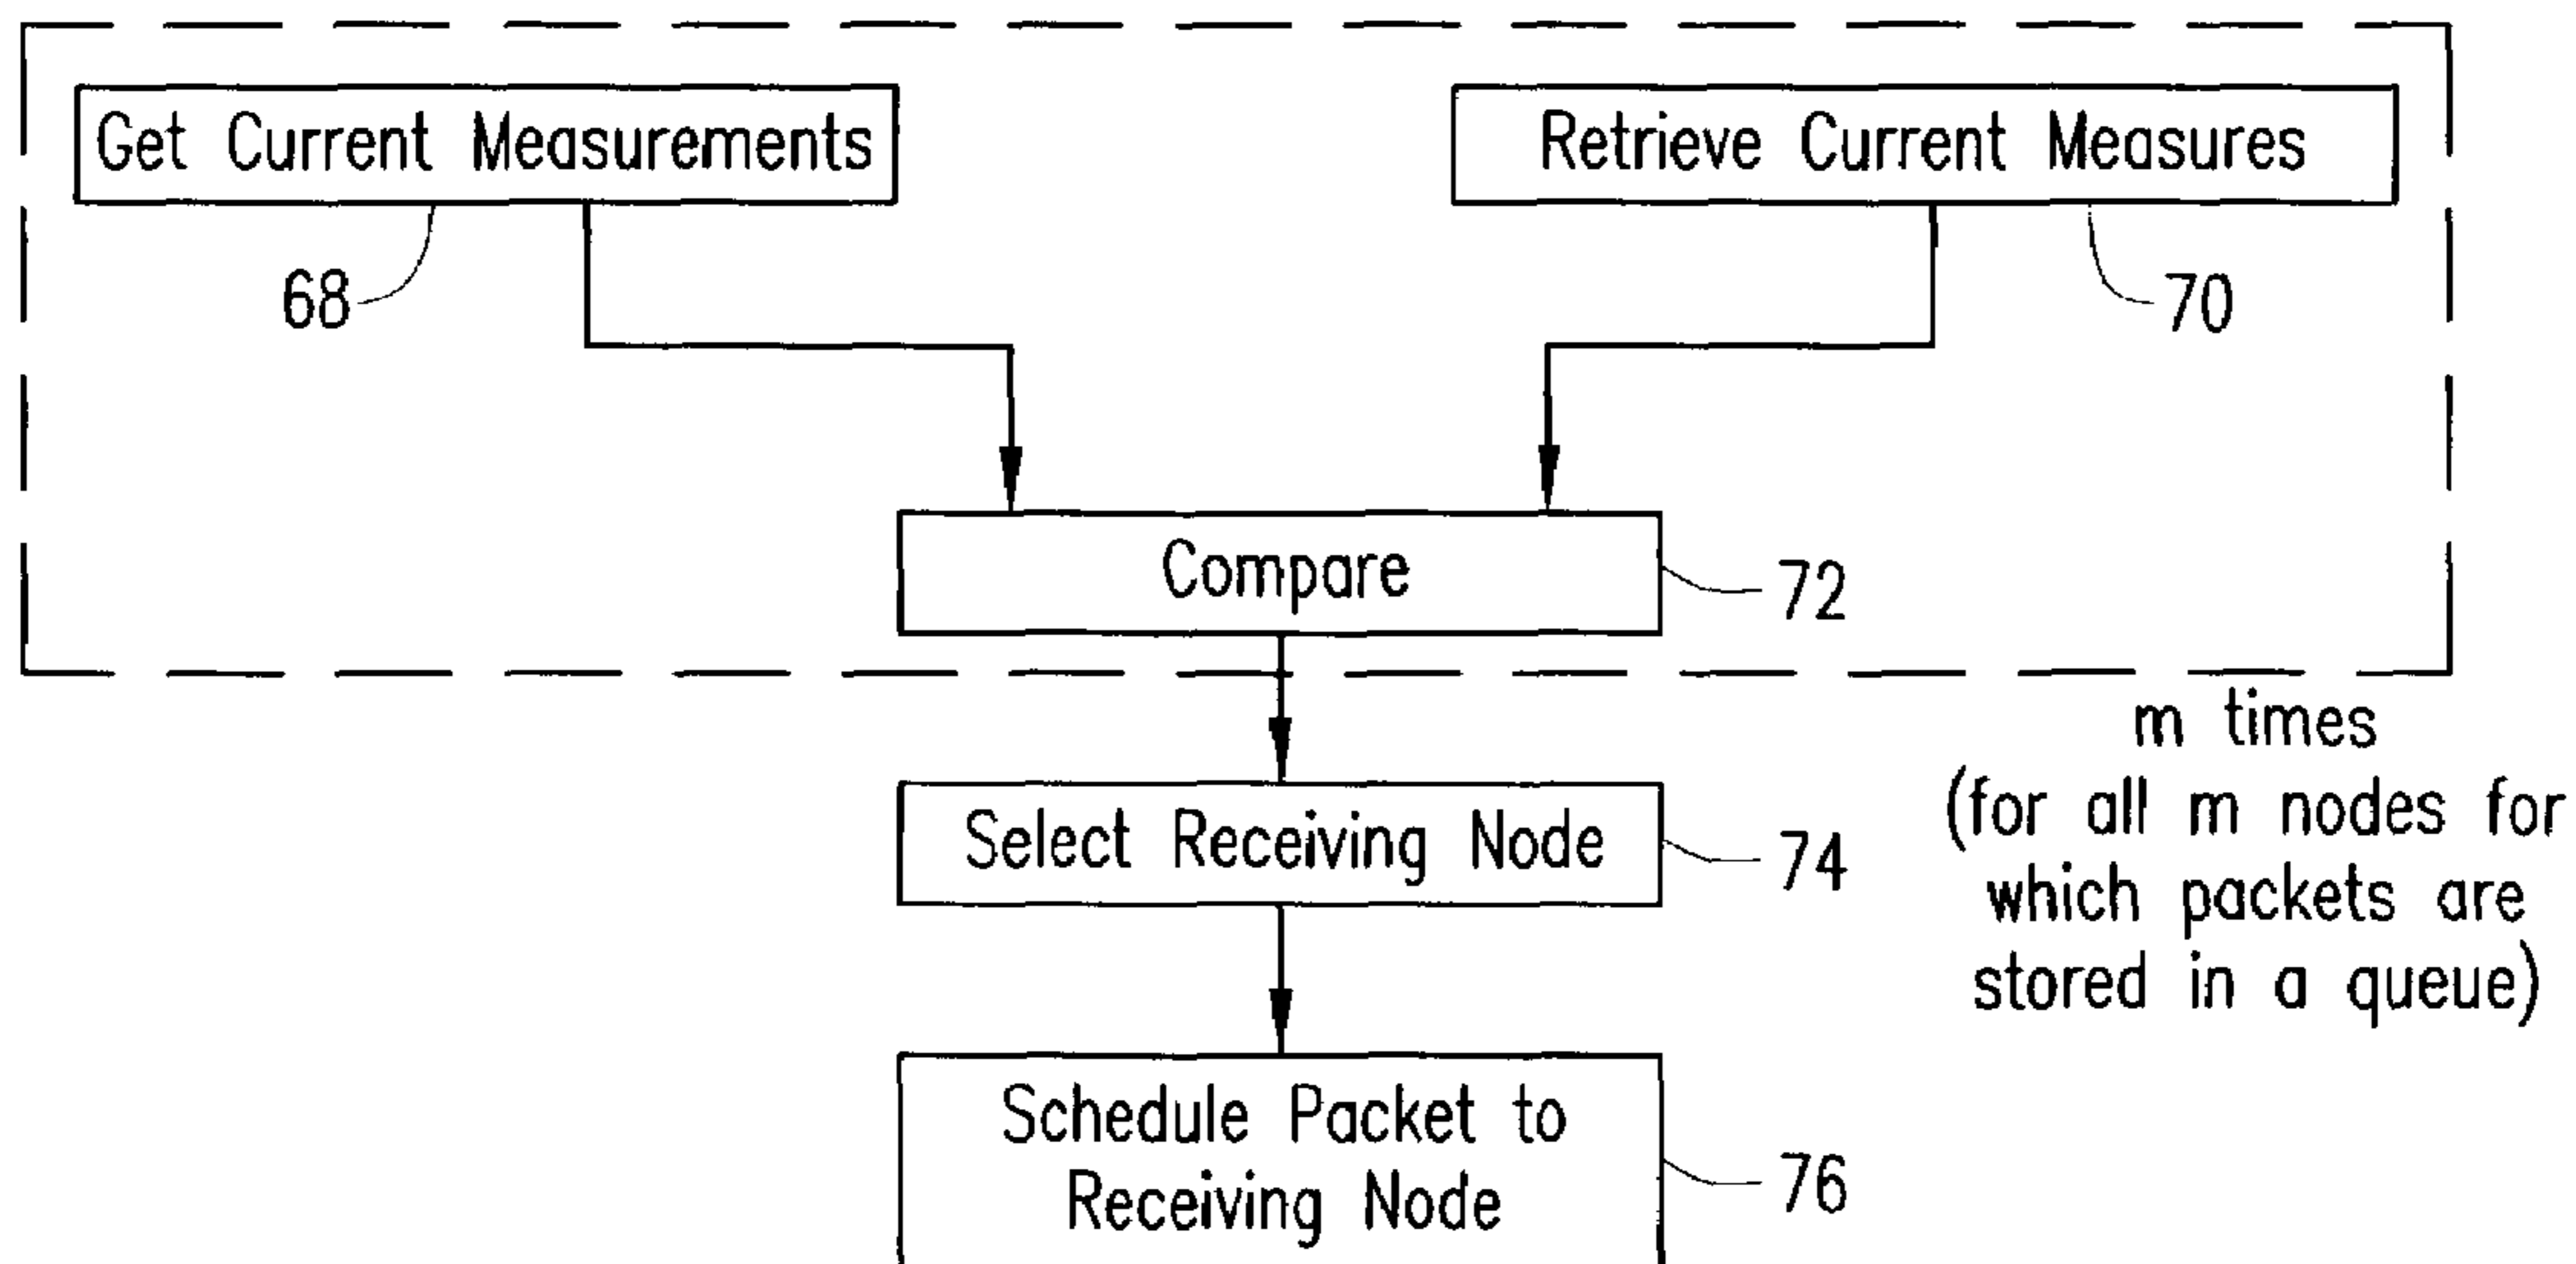 Get Current Measurements
Retrieve Current Measures
68
70
Compare
72
m times
(for all m nodes for
which packets are
stored in a queue)
Select Receiving Node
74
Schedule Packet to
Receiving Node
76